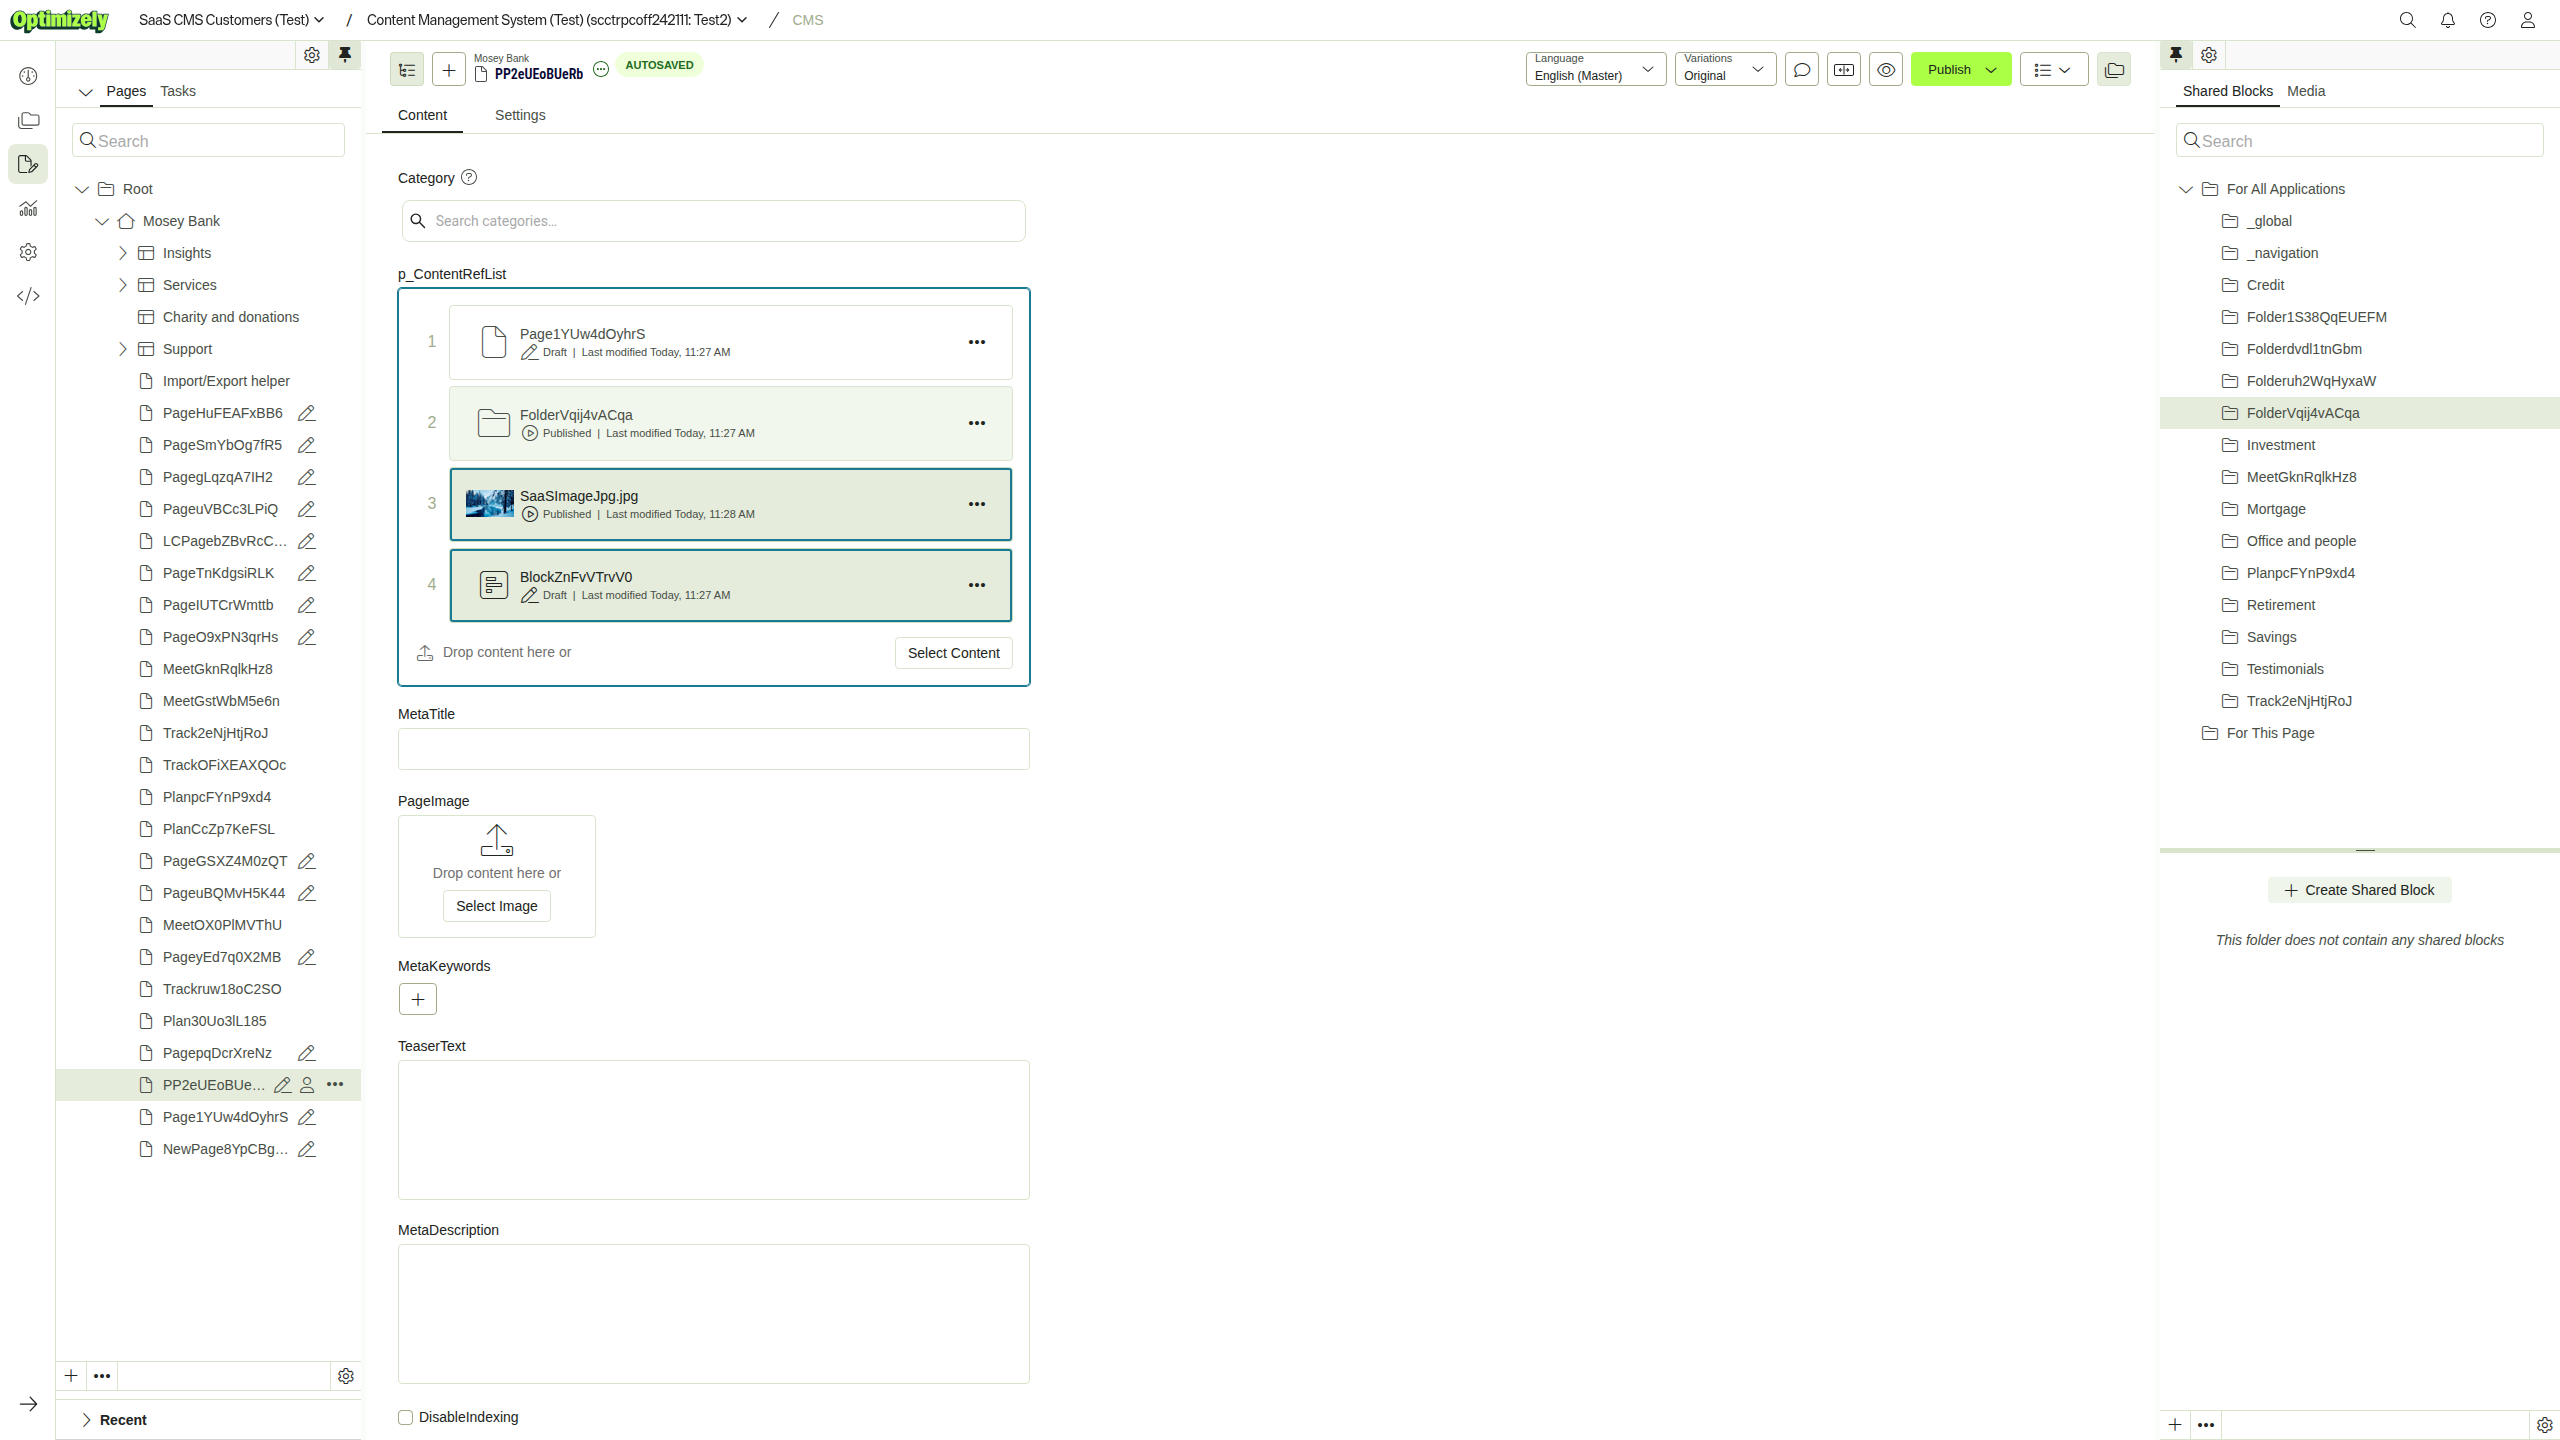 Optimizely
SaaS CMS Customers (Test) / Content Management System (Test) (scctrpcoff242111: Test2) / CMS
Pages Tasks
Search
Root
Mosey Bank
Insights
Services
Charity and donations
Support
Import/Export helper
PageHuFEAFxBB6
PageSmYbOg7fR5
PagegLqzqA7IH2
PageuVBCc3LPiQ
LCPagebZBvRcC...
PageTnKdgsiRLK
PageIUTCrWmttb
PageO9xPN3qrHs
MeetGknRqlkHz8
MeetGstWbM5e6n
Track2eNjHtjRoJ
TrackOFiXEAXQOc
PlanpcFYnP9xd4
PlanCcZp7KeFSL
PageGSXZ4M0zQT
PageuBQMvH5K44
MeetOX0PlMVThU
PageyEd7q0X2MB
Trackruw18oC2SO
Plan30Uo3lL185
PagepqDcrXreNz
PP2eUEoBUe...
Page1YUw4dOyhrS
NewPage8YpCBg...
Recent
Mosey Bank
PP2eUEoBUeRb
AUTOSAVED
Language
English (Master)
Variations
Original
Publish
Content Settings
Category
Search categories...
p_ContentRefList
1
Page1YUw4dOyhrS
Draft | Last modified Today, 11:27 AM
2
FolderVqij4vACqa
Published | Last modified Today, 11:27 AM
3
SaaSImageJpg.jpg
Published | Last modified Today, 11:28 AM
4
BlockZnFvVTrvV0
Draft | Last modified Today, 11:27 AM
Drop content here or
Select Content
MetaTitle
PageImage
Drop content here or
Select Image
MetaKeywords
TeaserText
MetaDescription
DisableIndexing
Shared Blocks Media
Search
For All Applications
_global
_navigation
Credit
Folder1S38QqEUEFM
Folderdvdl1tnGbm
Folderuh2WqHyxaW
FolderVqij4vACqa
Investment
MeetGknRqlkHz8
Mortgage
Office and people
PlanpcFYnP9xd4
Retirement
Savings
Testimonials
Track2eNjHtjRoJ
For This Page
Create Shared Block
This folder does not contain any shared blocks